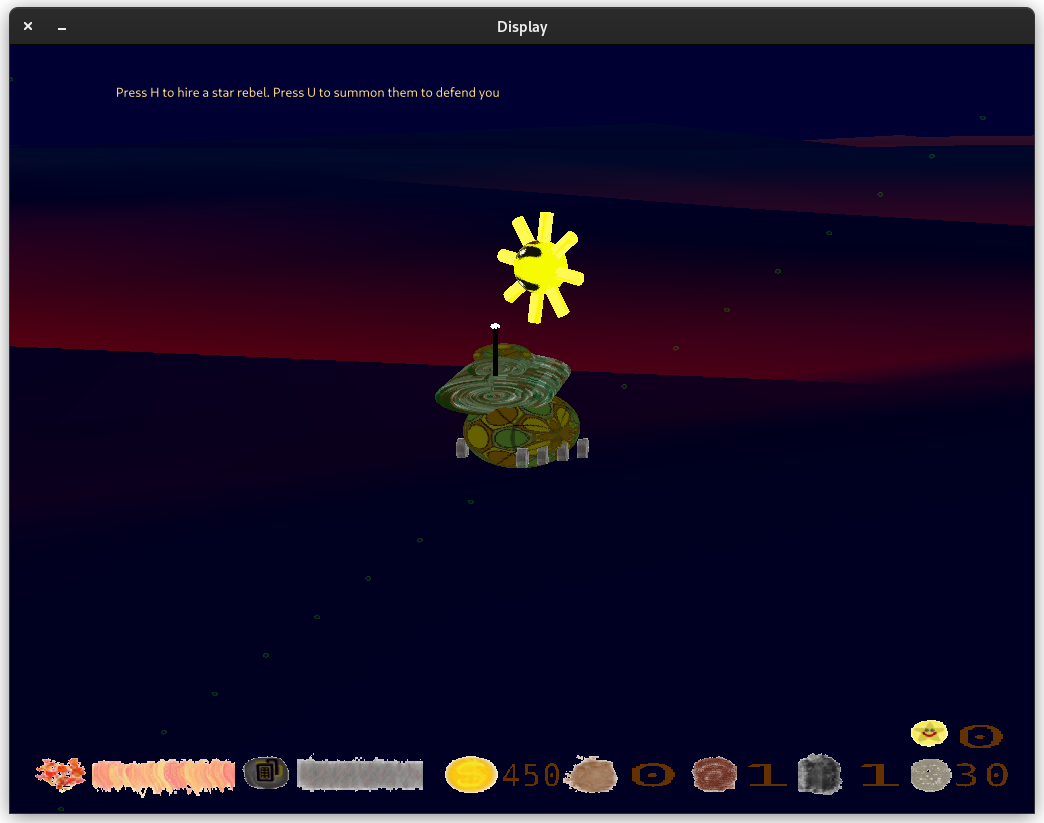 Display
Press H to hire a star rebel. Press U to summon them to defend you
0
450 0 1 1 30